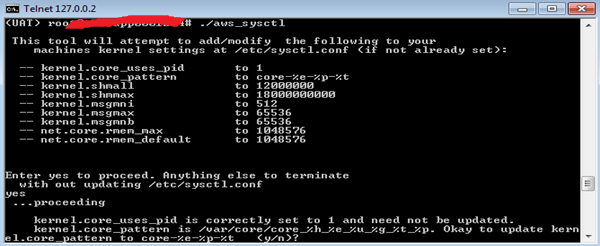 Telnet 127.0.0.2
(UAT) # ./aws_sysctl
This tool will attempt to add/modify the following to your
machines kernel settings at /etc/sysctl.conf (if not already set):
-- kernel.core_uses_pid to 1
-- kernel.core_pattern to core-%e-%p-%t
-- kernel.shmall to 12000000
-- kernel.shmmax to 18000000000
-- kernel.msgmni to 512
-- kernel.msgmax to 65536
-- kernel.msgmnb to 65536
-- net.core.rmem_max to 1048576
-- net.core.rmem_default to 1048576
Enter yes to proceed. Anything else to terminate
with out updating /etc/sysctl.conf
yes
...proceeding
kernel.core_uses_pid is correctly set to 1 and need not be updated.
kernel.core_pattern is /var/core/core_%h_%e_%u_%g_%t_%p. Okay to update kern
el.core_pattern to core-%e-%p-%t (y/n)?